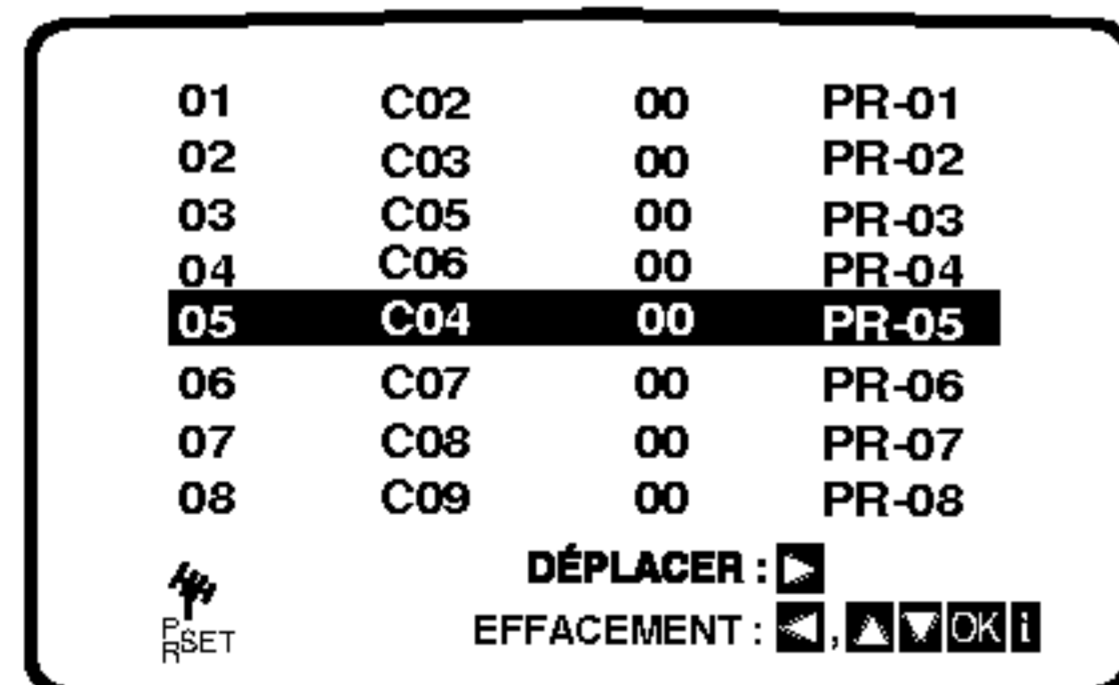 01 C02 00 PR-01
02 C03 00 PR-02
03 C05 00 PR-03
04 C06 00 PR-04
05 C04 00 PR-05
06 C07 00 PR-06
07 C08 00 PR-07
08 C09 00 PR-08
DÉPLACER : ▷
PR SET EFFACEMENT : ◁ , △ ▽ OK i